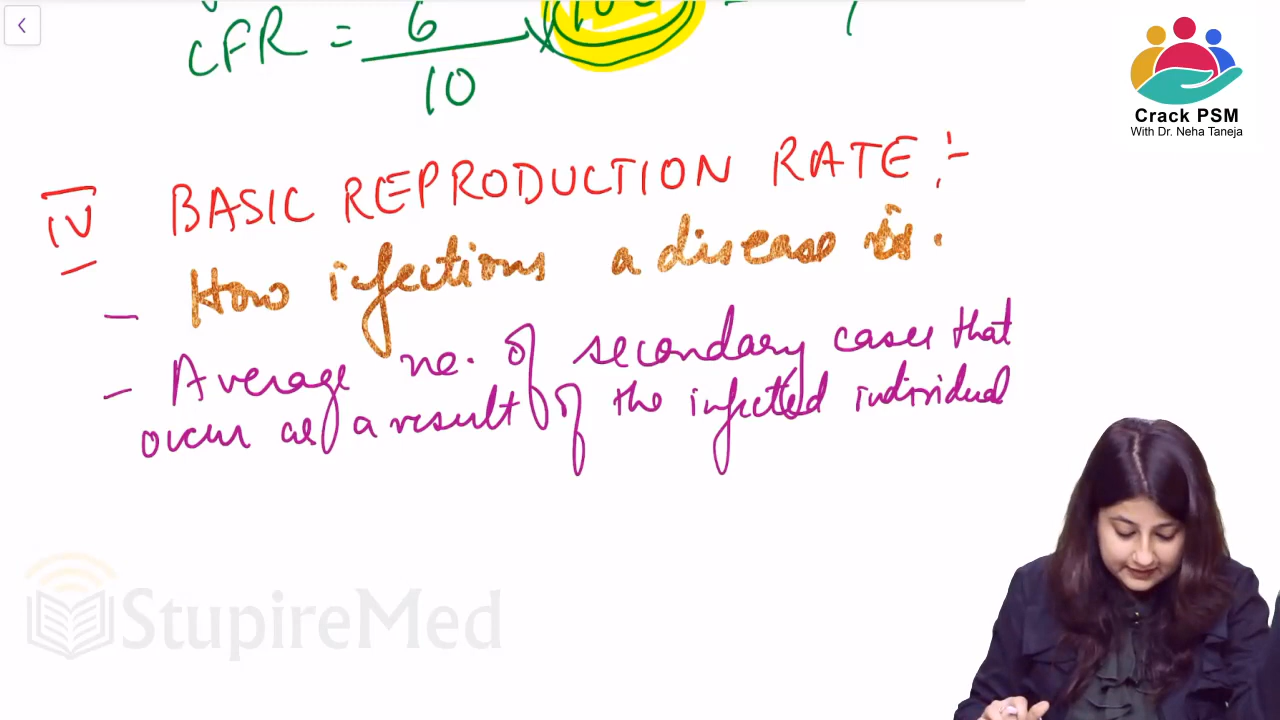 CFR = 6
10
Crack PSM
With Dr. Neha Taneja
IV BASIC REPRODUCTION RATE :-
- How infectious a disease is.
- Average no. of secondary cases that
occur as a result of the infected individual
StupireMed